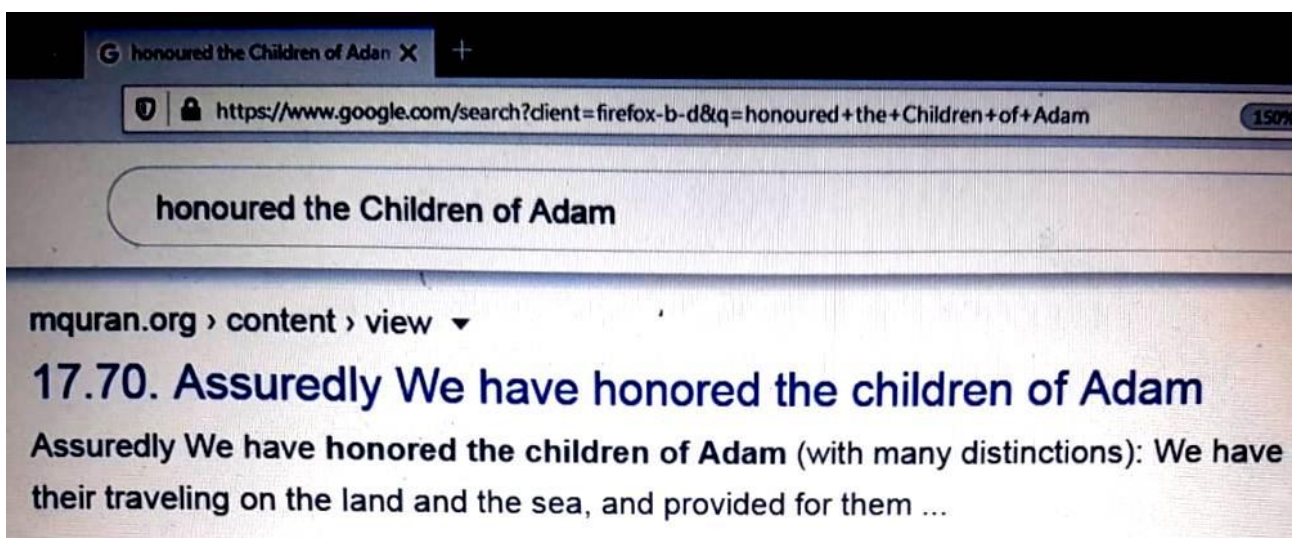 G honoured the Children of Adan ✕ +
https://www.google.com/search?client=firefox-b-d&q=honoured+the+Children+of+Adam 150%
honoured the Children of Adam
mquran.org › content › view ▼
17.70. Assuredly We have honored the children of Adam
Assuredly We have honored the children of Adam (with many distinctions): We have
their traveling on the land and the sea, and provided for them ...